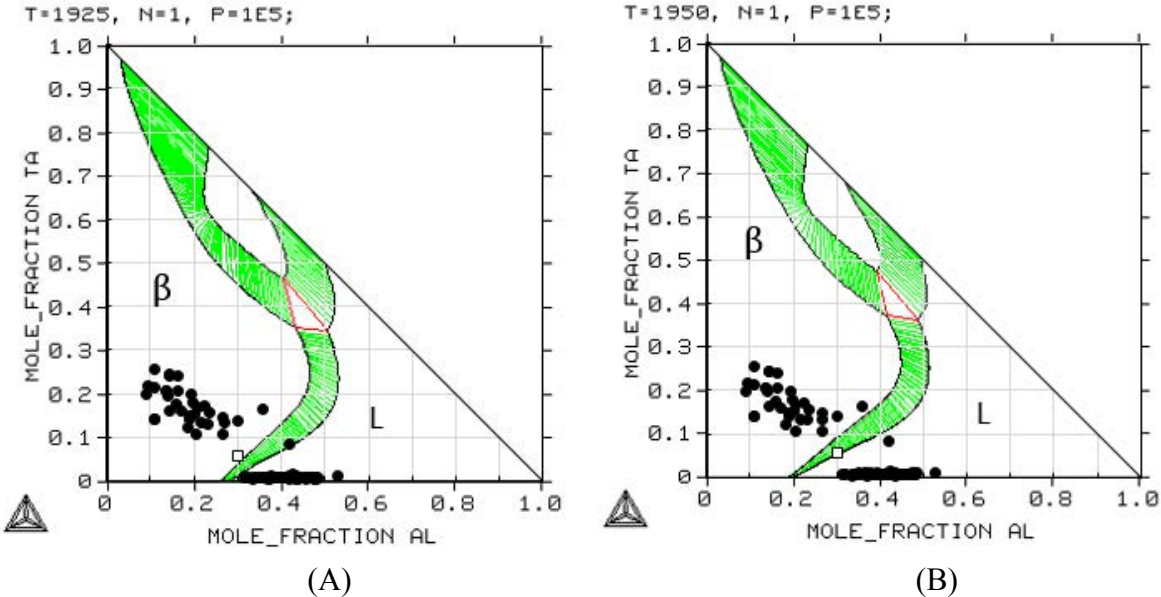 T=1925, N=1, P=1E5;
1.0
0.9
0.8
0.7
0.6
0.5
0.4
0.3
0.2
0.1
0
MOLE_FRACTION TA
β
L
0 0.2 0.4 0.6 0.8 1.0
MOLE_FRACTION AL
(A)
T=1950, N=1, P=1E5;
1.0
0.9
0.8
0.7
0.6
0.5
0.4
0.3
0.2
0.1
0
MOLE_FRACTION TA
β
L
0 0.2 0.4 0.6 0.8 1.0
MOLE_FRACTION AL
(B)